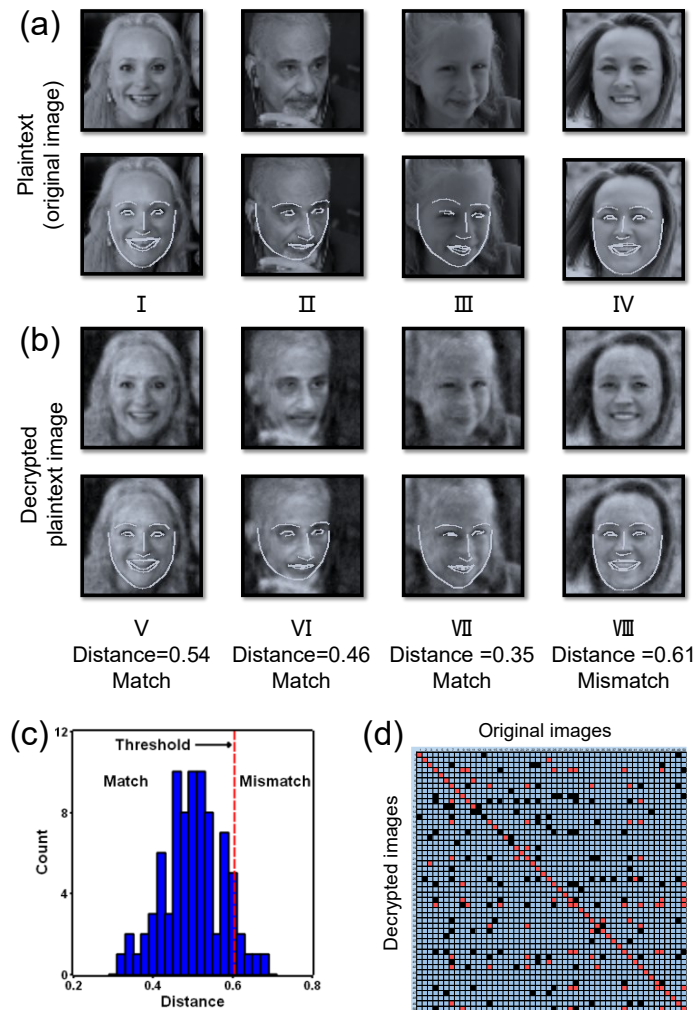 (a)
Plaintext
(original image)
Ⅰ Ⅱ Ⅲ Ⅳ
(b)
Decrypted
plaintext image
Ⅴ Ⅵ Ⅶ Ⅷ
Distance=0.54 Distance=0.46 Distance =0.35 Distance =0.61
Match Match Match Mismatch
(c)
12
Threshold
Match Mismatch
8
Count
4
0
0.2 0.4 0.6 0.8
Distance
(d)
Original images
Decrypted images